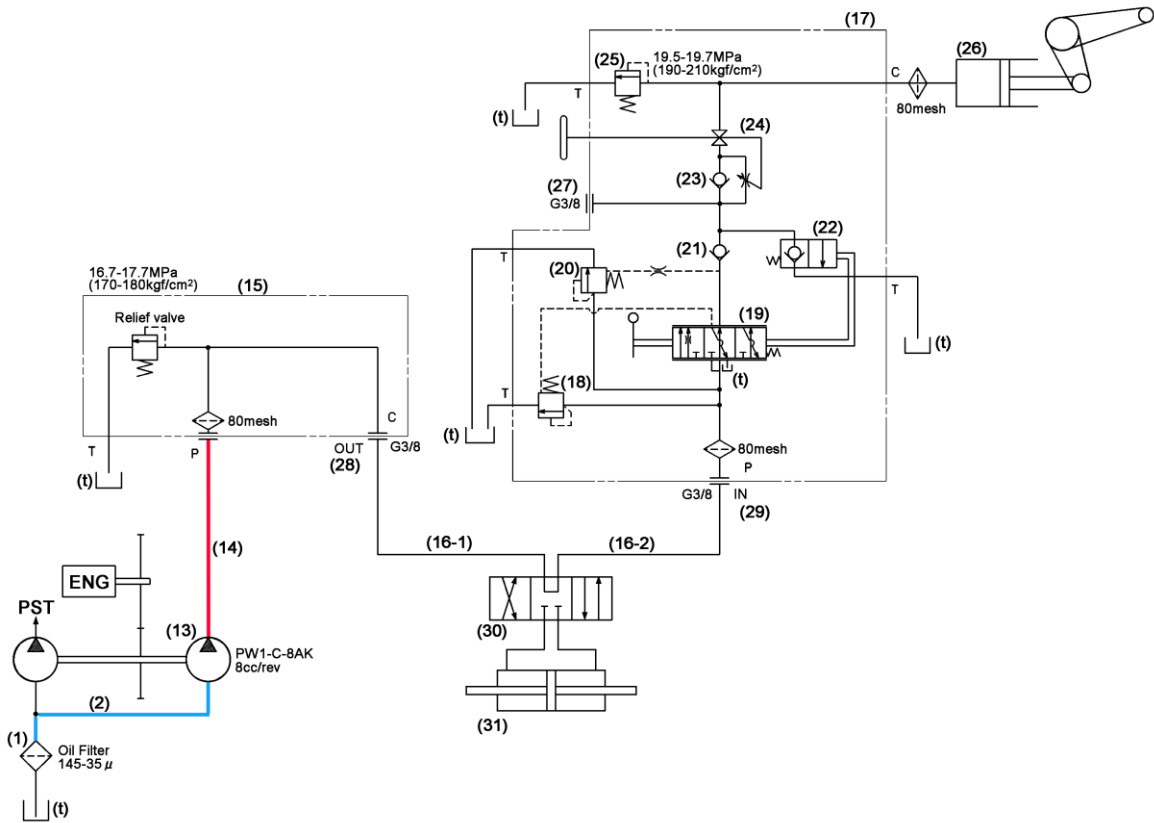 (17)
(25)
19.5-19.7MPa
(190-210kgf/cm²)
(26)
C
T
(t)
80mesh
(24)
(23)
(27)
G3/8
(22)
(21)
T
(20)
T
16.7-17.7MPa
(170-180kgf/cm²)
(15)
Relief valve
(19)
(t)
(t)
(18)
T
(t)
80mesh
C
80mesh
T
P
OUT
G3/8
(28)
P
(t)
G3/8
IN
(29)
(16-1)
(16-2)
(14)
ENG
PST
(13)
PW1-C-8AK
8cc/rev
(30)
(2)
(31)
(1)
Oil Filter
145-35μ
(t)